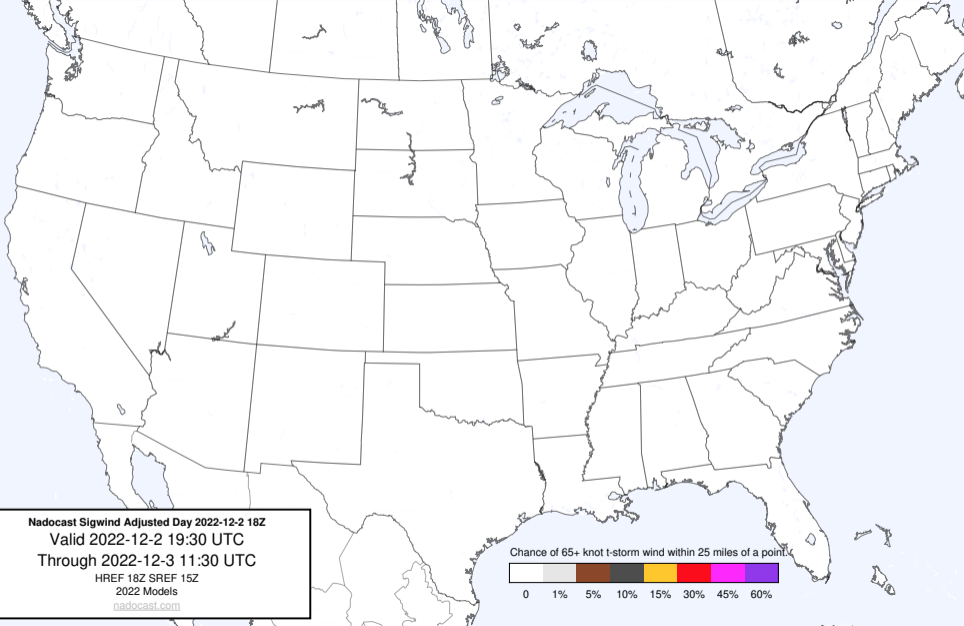 Nadocast Sigwind Adjusted Day 2022-12-2 18Z
Valid 2022-12-2 19:30 UTC
Through 2022-12-3 11:30 UTC
HREF 18Z SREF 15Z
2022 Models
nadocast.com
Chance of 65+ knot t-storm wind within 25 miles of a point.
0 1% 5% 10% 15% 30% 45% 60%